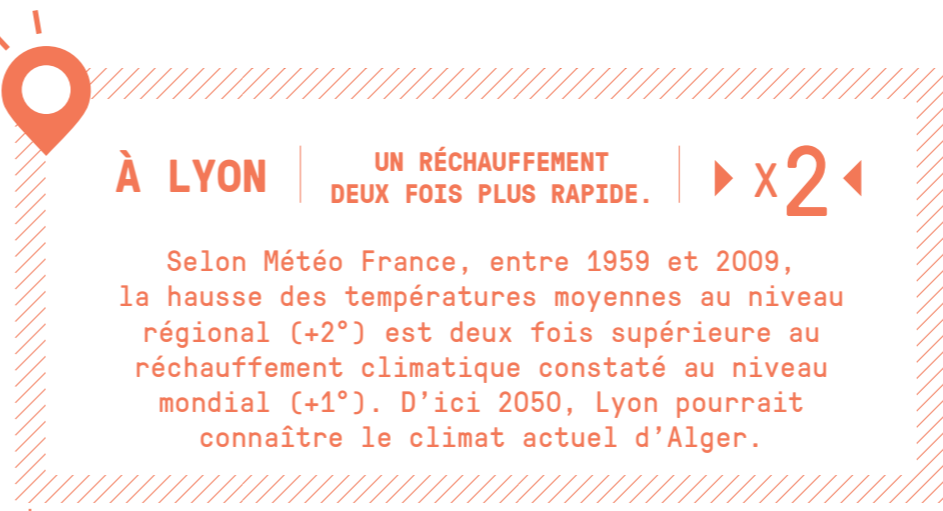 À LYON
UN RÉCHAUFFEMENT
DEUX FOIS PLUS RAPIDE.
x2
Selon Météo France, entre 1959 et 2009,
la hausse des températures moyennes au niveau
régional (+2°) est deux fois supérieure au
réchauffement climatique constaté au niveau
mondial (+1°). D’ici 2050, Lyon pourrait
connaître le climat actuel d’Alger.